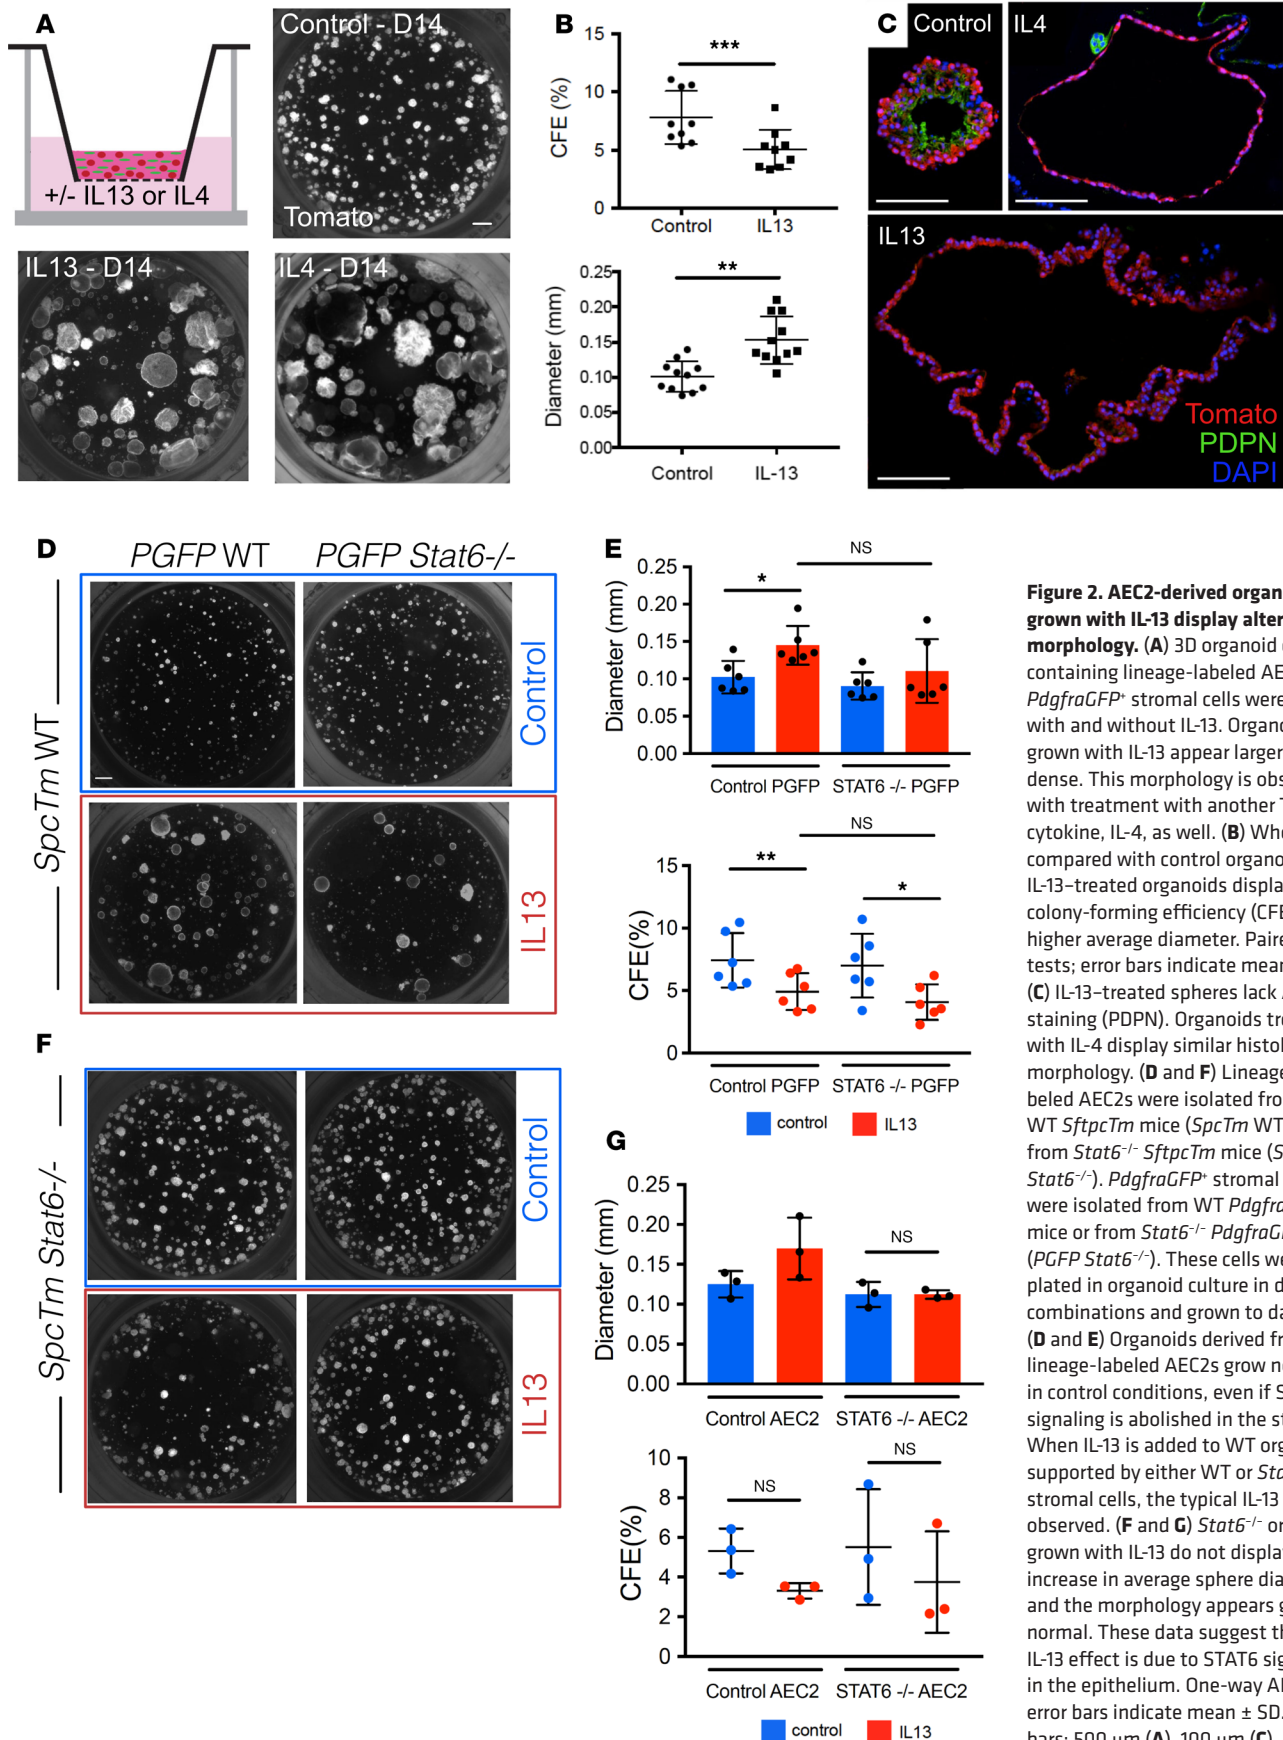 A
Control - D14
Tomato
+/- IL13 or IL4
IL13 - D14
IL4 - D14
B
15
10
5
0
CFE (%)
***
Control
IL13
0.25
0.20
0.15
0.10
0.05
0.00
Diameter (mm)
**
Control
IL-13
C
Control
IL4
IL13
Tomato
PDPN
DAPI
D
PGFP WT
PGFP Stat6-/-
SpcTm WT
Control
IL13
E
0.25
0.20
0.15
0.10
0.05
0.00
Diameter (mm)
*
NS
Control PGFP
STAT6 -/- PGFP
15
10
5
0
CFE(%)
**
NS
*
Control PGFP
STAT6 -/- PGFP
control
IL13
F
SpcTm Stat6-/-
Control
IL13
G
0.25
0.20
0.15
0.10
0.05
0.00
Diameter (mm)
NS
Control AEC2
STAT6 -/- AEC2
10
8
6
4
2
0
CFE(%)
NS
NS
Control AEC2
STAT6 -/- AEC2
control
IL13
Figure 2. AEC2-derived organ
grown with IL-13 display alter
morphology. (A) 3D organoid
containing lineage-labeled AE
PdgfraGFP⁺ stromal cells were
with and without IL-13. Organo
grown with IL-13 appear larger
dense. This morphology is obs
with treatment with another T
cytokine, IL-4, as well. (B) Whe
compared with control organo
IL-13–treated organoids displa
colony-forming efficiency (CFE
higher average diameter. Paire
tests; error bars indicate mean
(C) IL-13–treated spheres lack
staining (PDPN). Organoids tre
with IL-4 display similar histol
morphology. (D and F) Lineage
beled AEC2s were isolated fro
WT SftpcTm mice (SpcTm WT
from Stat6⁻/⁻ SftpcTm mice (S
Stat6⁻/⁻). PdgfraGFP⁺ stromal
were isolated from WT Pdgfra
mice or from Stat6⁻/⁻ PdgfraG
(PGFP Stat6⁻/⁻). These cells we
plated in organoid culture in d
combinations and grown to da
(D and E) Organoids derived fr
lineage-labeled AEC2s grow no
in control conditions, even if S
signaling is abolished in the st
When IL-13 is added to WT org
supported by either WT or Sta
stromal cells, the typical IL-13
observed. (F and G) Stat6⁻/⁻ or
grown with IL-13 do not display
increase in average sphere dia
and the morphology appears g
normal. These data suggest th
IL-13 effect is due to STAT6 sig
in the epithelium. One-way A
error bars indicate mean ± SD.
bars: 500 μm (A), 100 μm (C)